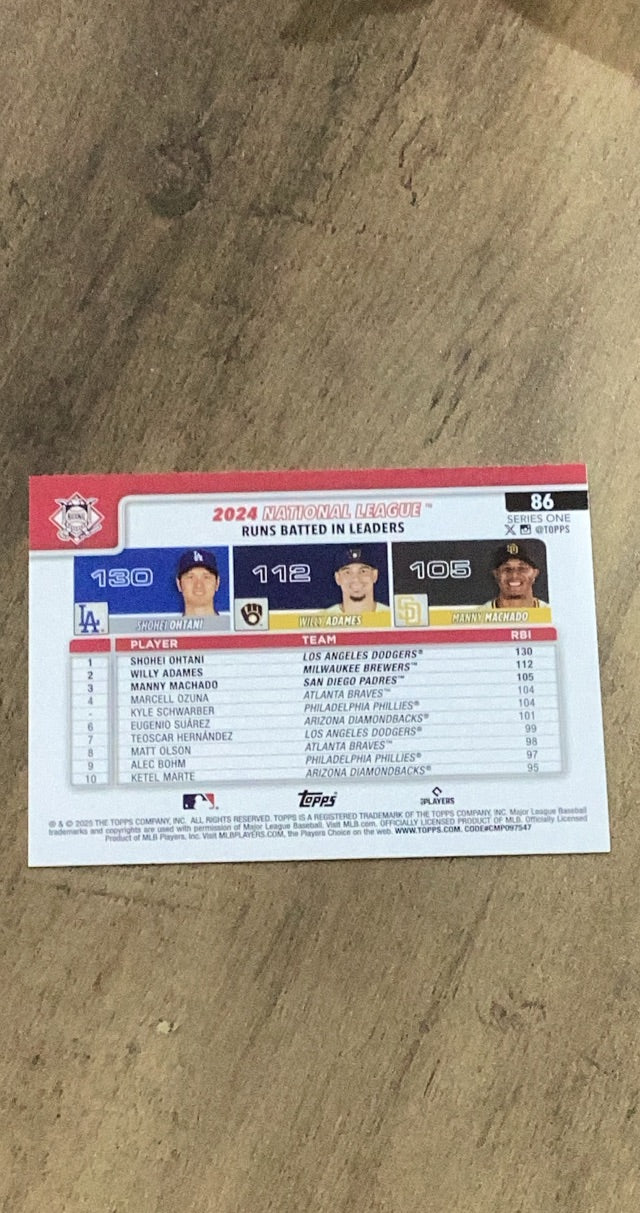 86
2024 NATIONAL LEAGUE™
SERIES ONE
RUNS BATTED IN LEADERS
@TOPPS
130 112 105
LA SD
SHOHEI OHTANI WILLY ADAMES MANNY MACHADO
PLAYER TEAM RBI
1 SHOHEI OHTANI LOS ANGELES DODGERS® 130
2 WILLY ADAMES MILWAUKEE BREWERS™ 112
3 MANNY MACHADO SAN DIEGO PADRES™ 105
4 MARCELL OZUNA ATLANTA BRAVES™ 104
- KYLE SCHWARBER PHILADELPHIA PHILLIES® 104
6 EUGENIO SUÁREZ ARIZONA DIAMONDBACKS® 101
7 TEOSCAR HERNÁNDEZ LOS ANGELES DODGERS® 99
8 MATT OLSON ATLANTA BRAVES™ 98
9 ALEC BOHM PHILADELPHIA PHILLIES® 97
10 KETEL MARTE ARIZONA DIAMONDBACKS® 95
Topps PLAYERS
® & © 2025 THE TOPPS COMPANY, INC. ALL RIGHTS RESERVED. TOPPS IS A REGISTERED TRADEMARK OF THE TOPPS COMPANY, INC. Major League Baseball
trademarks and copyrights are used with permission of Major League Baseball. Visit MLB.com. OFFICIALLY LICENSED PRODUCT OF MLB. Officially Licensed
Product of MLB Players, Inc. Visit MLBPLAYERS.COM, the Players Choice on the web. WWW.TOPPS.COM. CODE#CMP097547